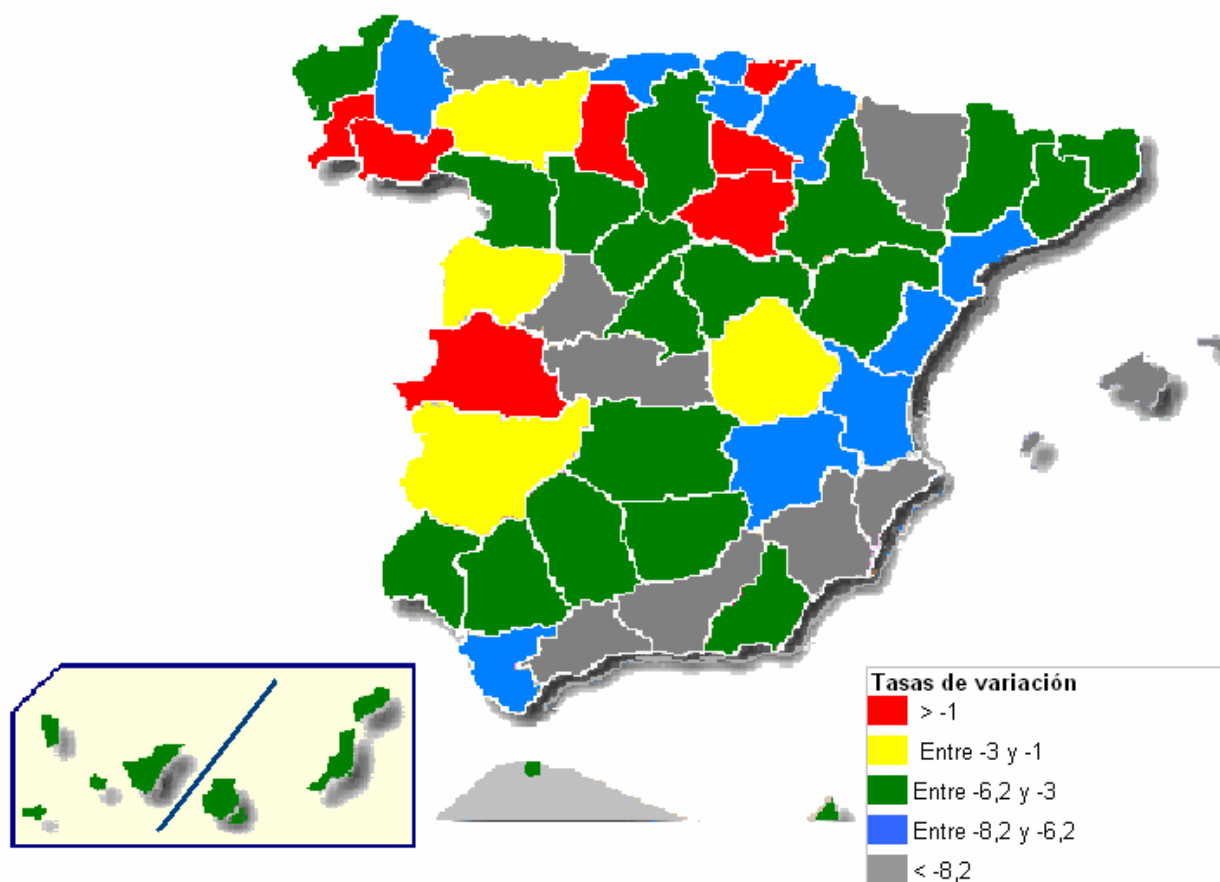 Tasas de variación
> -1
Entre -3 y -1
Entre -6,2 y -3
Entre -8,2 y -6,2
< -8,2